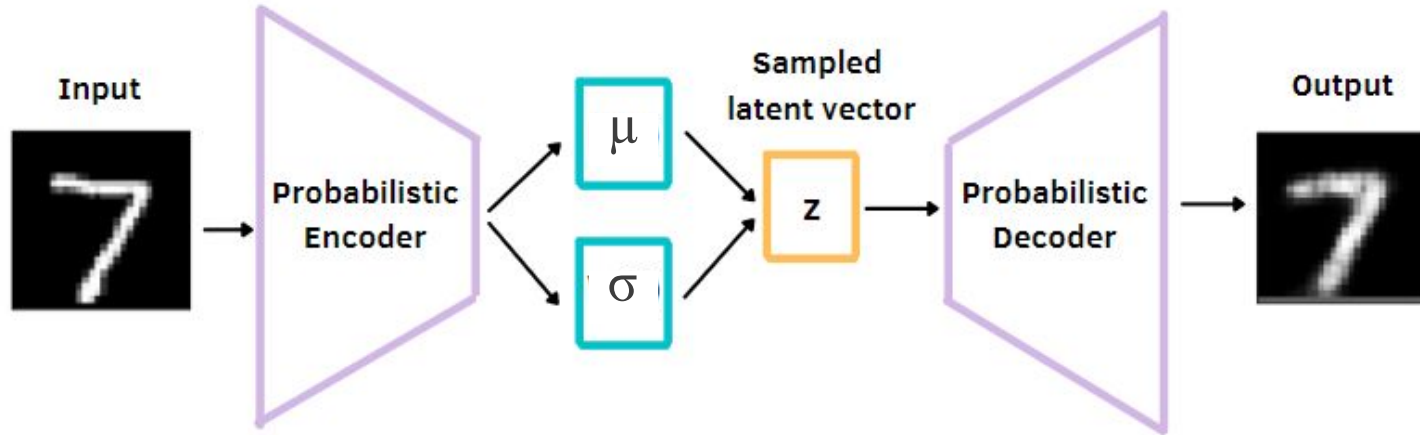 Input
Probabilistic
Encoder
μ
σ
Sampled
latent vector
z
Probabilistic
Decoder
Output